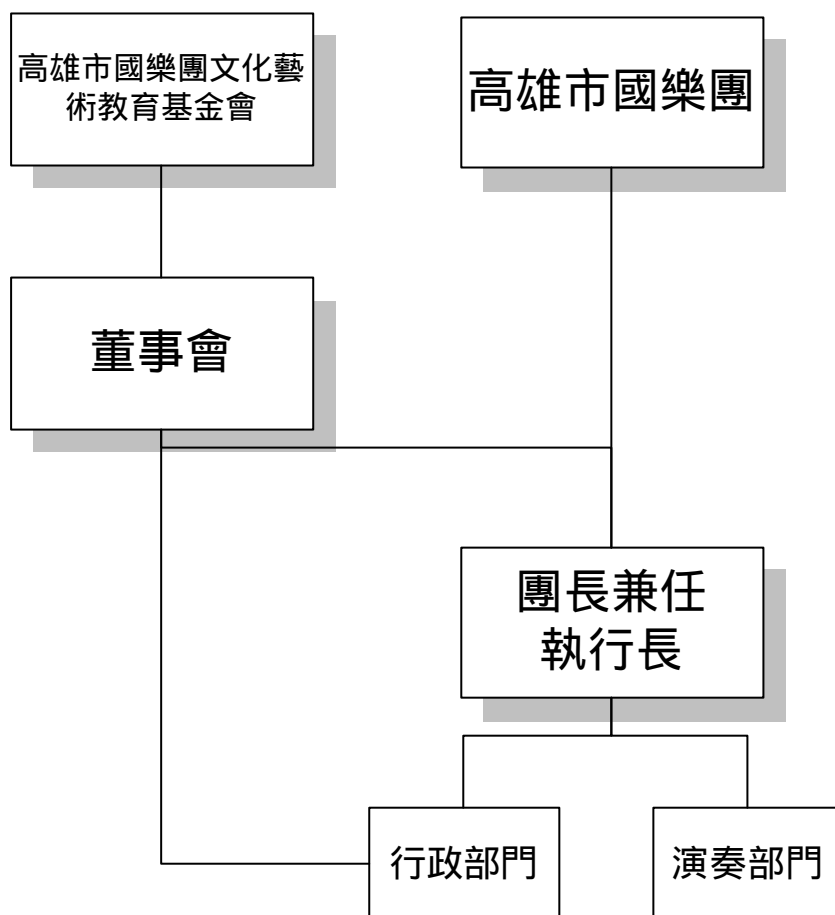 高雄市國樂團文化藝
術教育基金會
高雄市國樂團
董事會
團長兼任
執行長
行政部門
演奏部門